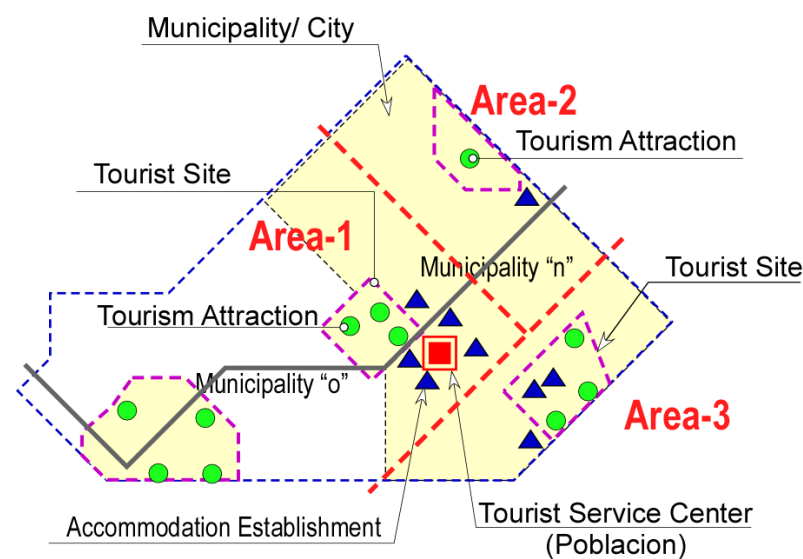 Municipality/ City
Area-2
Tourism Attraction
Tourist Site
Area-1
Municipality “n”
Tourist Site
Tourism Attraction
Municipality “o”
Area-3
Accommodation Establishment
Tourist Service Center
(Poblacion)